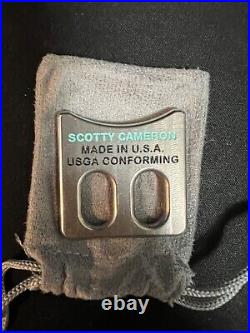 SCOTTY CAMERON
MADE IN U.S.A.
USGA CONFORMING